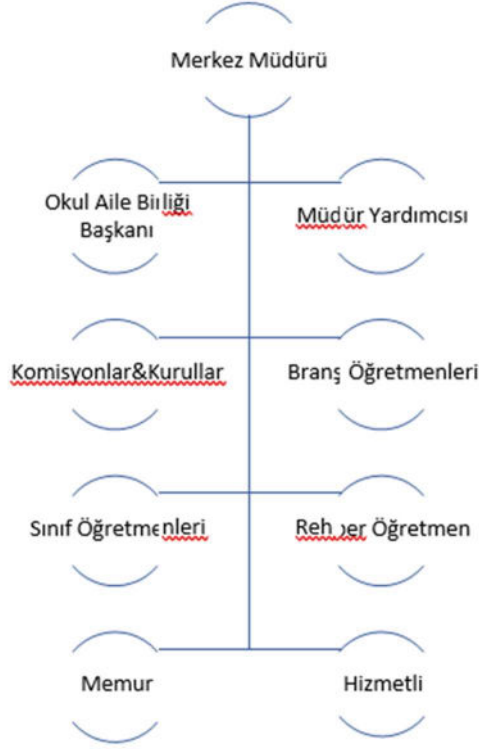 Merkez Müdürü
Okul Aile Birliği
Başkanı
Müdür Yardımcısı
Komisyonlar&Kurullar
Branş Öğretmenleri
Sınıf Öğretmenleri
Rehber Öğretmen
Memur
Hizmetli